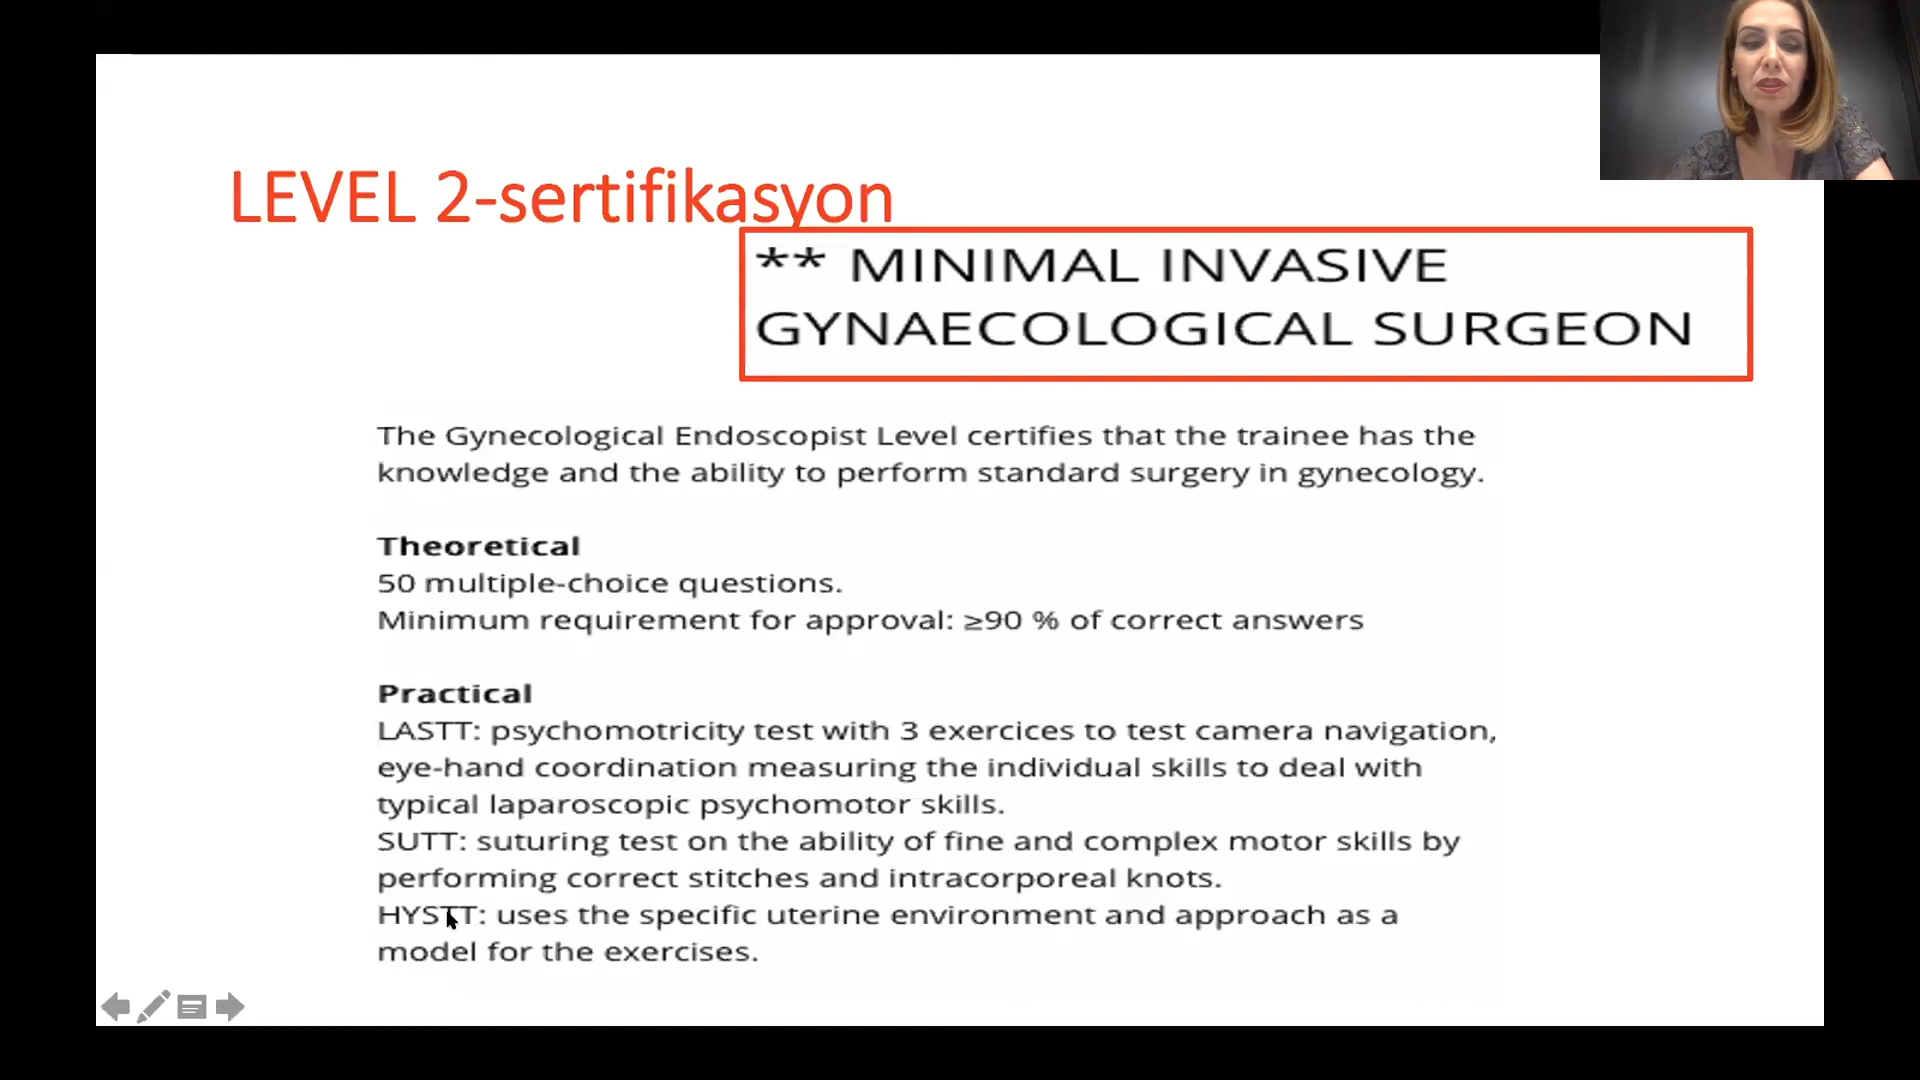 LEVEL 2-sertifikasyon
** MINIMAL INVASIVE
GYNAECOLOGICAL SURGEON
The Gynecological Endoscopist Level certifies that the trainee has the
knowledge and the ability to perform standard surgery in gynecology.
Theoretical
50 multiple-choice questions.
Minimum requirement for approval: ≥90 % of correct answers
Practical
LASTT: psychomotricity test with 3 exercices to test camera navigation,
eye-hand coordination measuring the individual skills to deal with
typical laparoscopic psychomotor skills.
SUTT: suturing test on the ability of fine and complex motor skills by
performing correct stitches and intracorporeal knots.
HYSTT: uses the specific uterine environment and approach as a
model for the exercises.